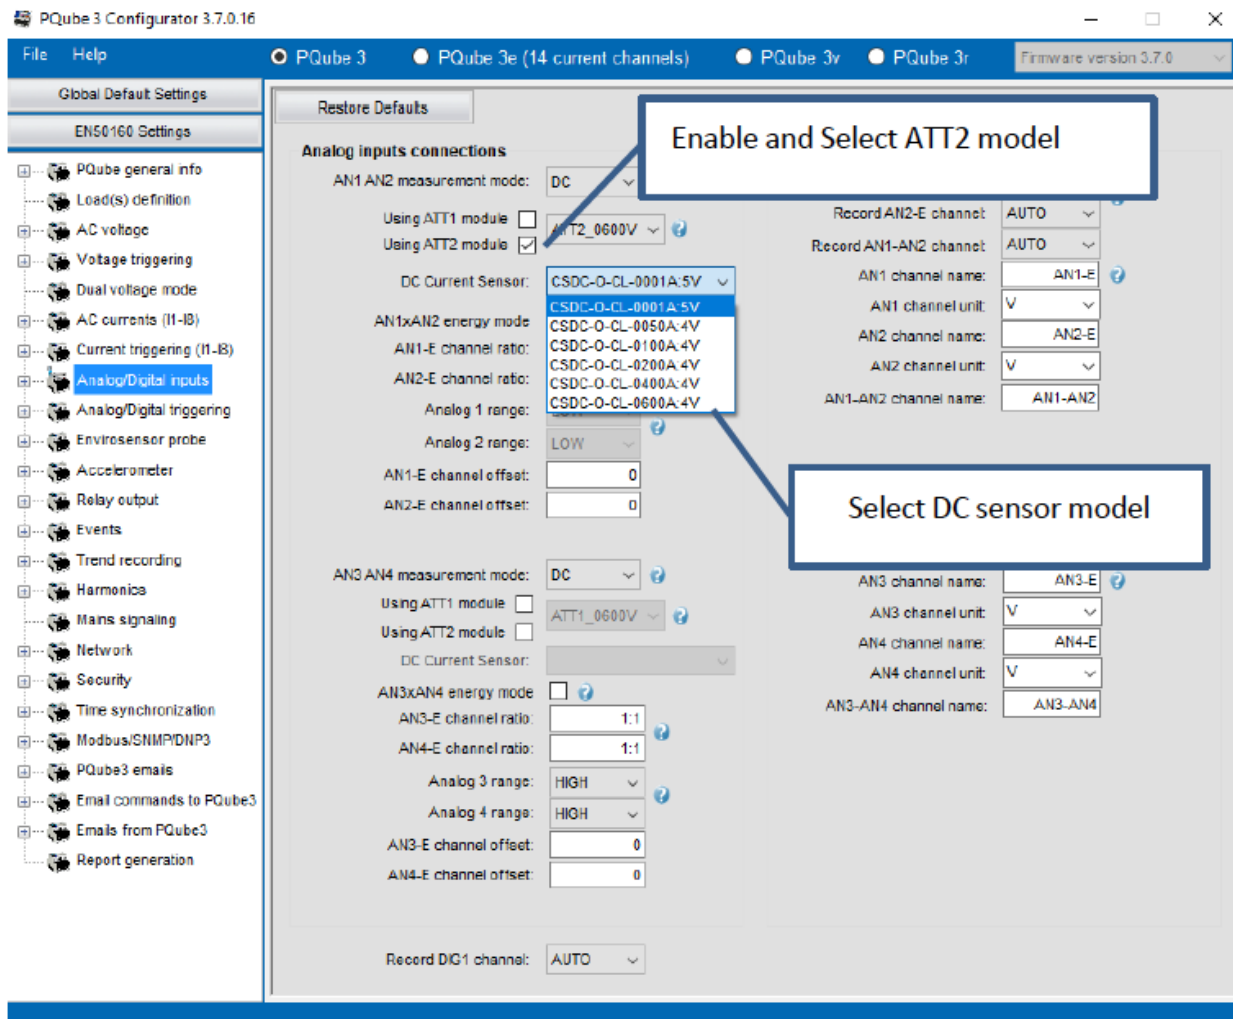 PQube 3 Configurator 3.7.0.16
File Help
PQube 3 PQube 3e (14 current channels) PQube 3v PQube 3r Firmware version 3.7.0
Global Default Settings
EN50160 Settings
PQube general info
Load(s) definition
AC voltage
Voltage triggering
Dual voltage mode
AC currents (I1-I8)
Current triggering (I1-I8)
Analog/Digital inputs
Analog/Digital triggering
Envirosensor probe
Accelerometer
Relay output
Events
Trend recording
Harmonics
Mains signaling
Network
Security
Time synchronization
Modbus/SNMP/DNP3
PQube3 emails
Email commands to PQube3
Emails from PQube3
Report generation
Restore Defaults
Enable and Select ATT2 model
Analog inputs connections
AN1 AN2 measurement mode: DC
Using ATT1 module
ATT2_0600V
Using ATT2 module
DC Current Sensor: CSDC-O-CL-0001A:5V
CSDC-O-CL-0001A:5V
CSDC-O-CL-0050A:4V
CSDC-O-CL-0100A:4V
CSDC-O-CL-0200A:4V
CSDC-O-CL-0400A:4V
CSDC-O-CL-0600A:4V
AN1xAN2 energy mode
AN1-E channel ratio:
AN2-E channel ratio:
Analog 1 range:
Analog 2 range: LOW
AN1-E channel offset: 0
AN2-E channel offset: 0
Record AN2-E channel: AUTO
Record AN1-AN2 channel: AUTO
AN1 channel name: AN1-E
AN1 channel unit: V
AN2 channel name: AN2-E
AN2 channel unit: V
AN1-AN2 channel name: AN1-AN2
Select DC sensor model
AN3 AN4 measurement mode: DC
Using ATT1 module
ATT1_0600V
Using ATT2 module
DC Current Sensor:
AN3xAN4 energy mode
AN3-E channel ratio: 1:1
AN4-E channel ratio: 1:1
Analog 3 range: HIGH
Analog 4 range: HIGH
AN3-E channel offset: 0
AN4-E channel offset: 0
AN3 channel name: AN3-E
AN3 channel unit: V
AN4 channel name: AN4-E
AN4 channel unit: V
AN3-AN4 channel name: AN3-AN4
Record DIG1 channel: AUTO